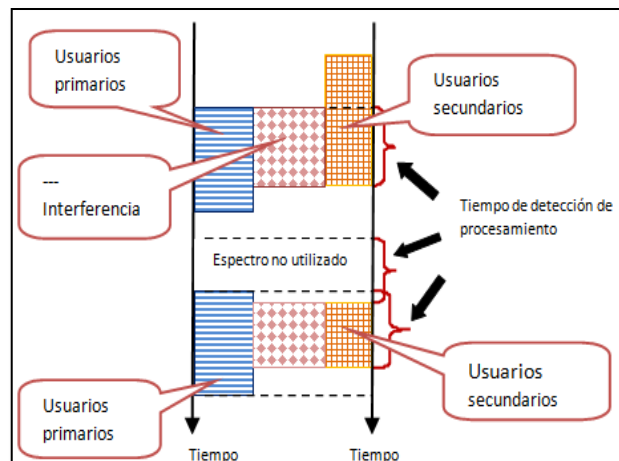 Usuarios
primarios
Usuarios
secundarios
---
Interferencia
Tiempo de detección de
procesamiento
Espectro no utilizado
Usuarios
primarios
Usuarios
secundarios
Tiempo
Tiempo